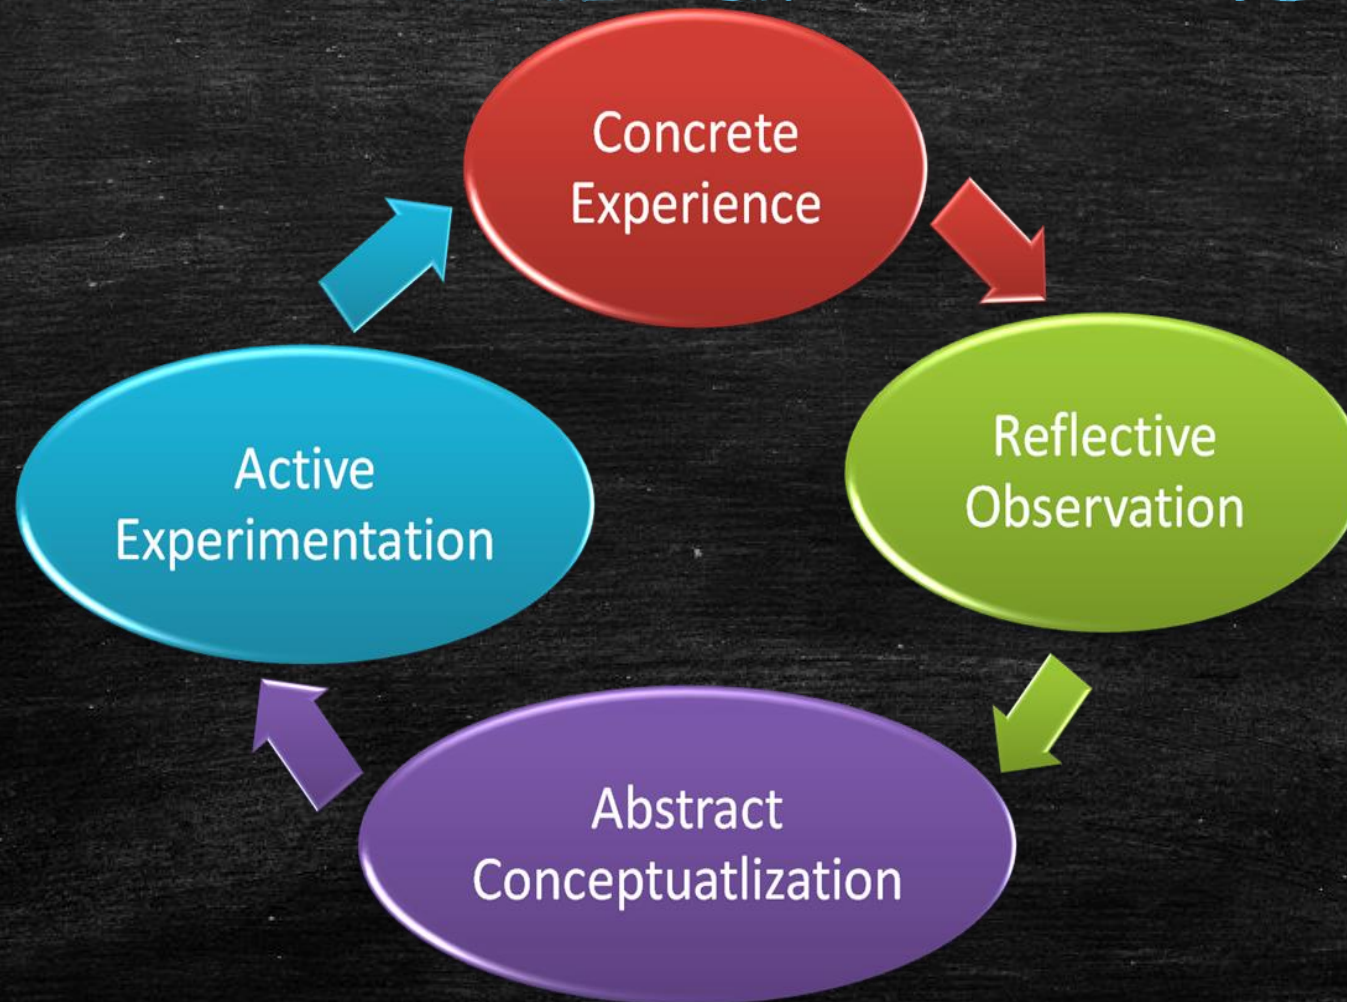 Concrete
Experience
Reflective
Observation
Abstract
Conceptuatlization
Active
Experimentation